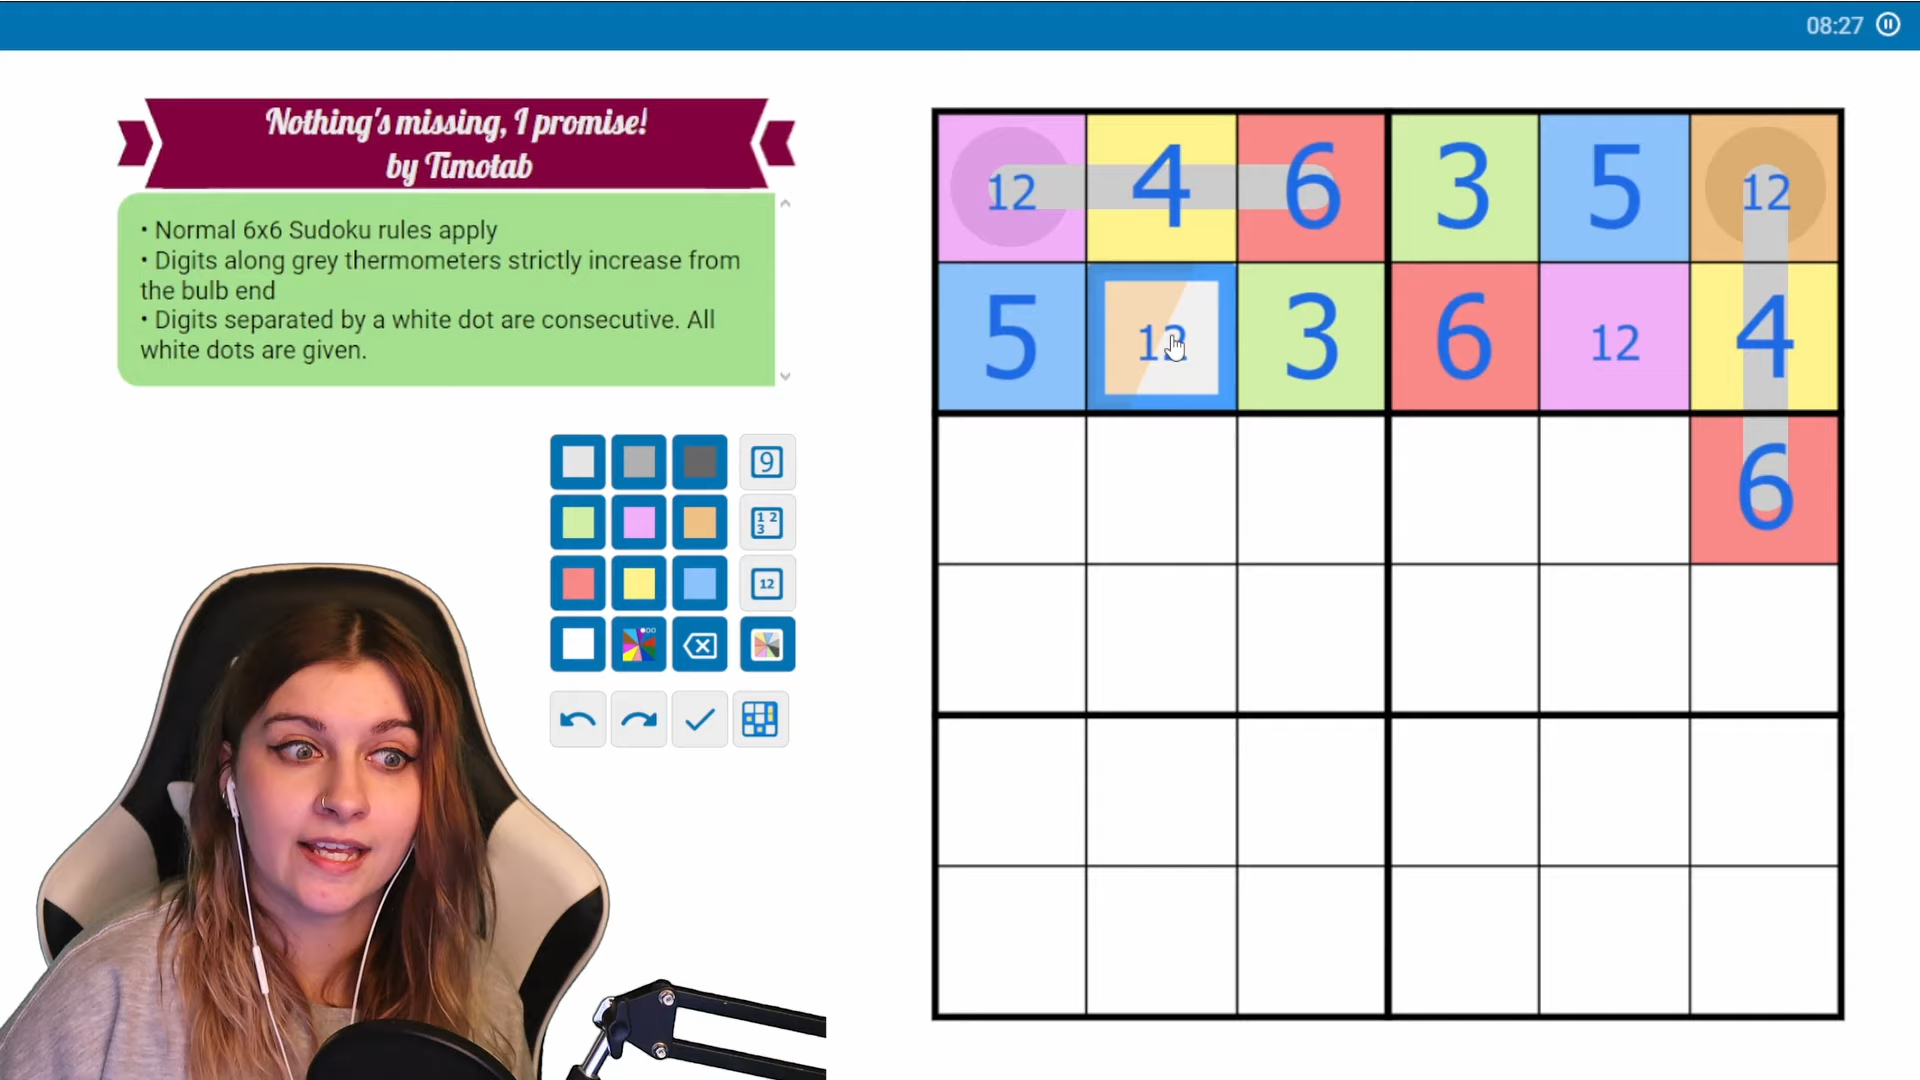 08:27
Nothing's missing, I promise!
by Timotab
• Normal 6x6 Sudoku rules apply
• Digits along grey thermometers strictly increase from
the bulb end
• Digits separated by a white dot are consecutive. All
white dots are given.
9
1 2
3
12
12 4 6 3 5 12
5 12 3 6 12 4
6